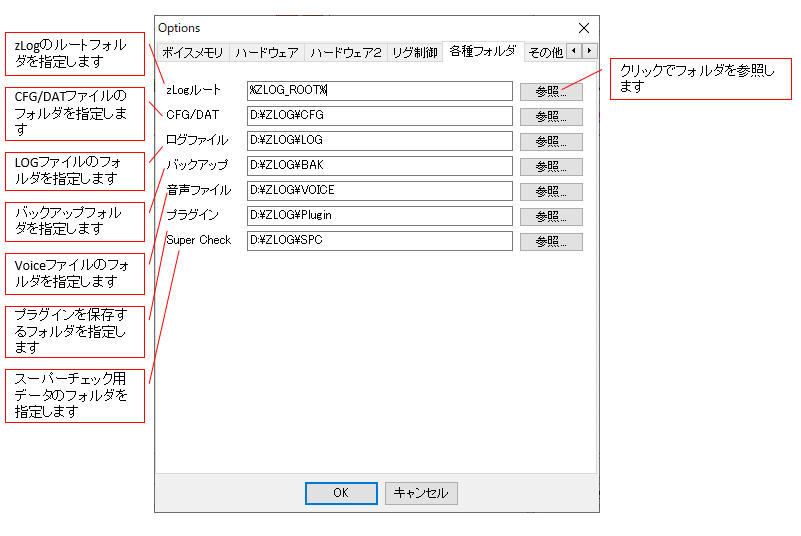 Options
ボイスメモリ ハードウェア ハードウェア2 リグ制御 各種フォルダ その他
zLogルート %ZLOG_ROOT% 参照...
CFG/DAT D:¥ZLOG¥CFG 参照...
ログファイル D:¥ZLOG¥LOG 参照...
バックアップ D:¥ZLOG¥BAK 参照...
音声ファイル D:¥ZLOG¥VOICE 参照...
プラグイン D:¥ZLOG¥Plugin 参照...
Super Check D:¥ZLOG¥SPC 参照...
OK キャンセル
zLogのルートフォル
ダを指定します
CFG/DATファイルの
フォルダを指定しま
す
LOGファイルのフォ
ルダを指定します
バックアップフォル
ダを指定します
Voiceファイルのフォ
ルダを指定します
プラグインを保存す
るフォルダを指定し
ます
スーパーチェック用
データのフォルダを
指定します
クリックでフォルダを参照し
ます